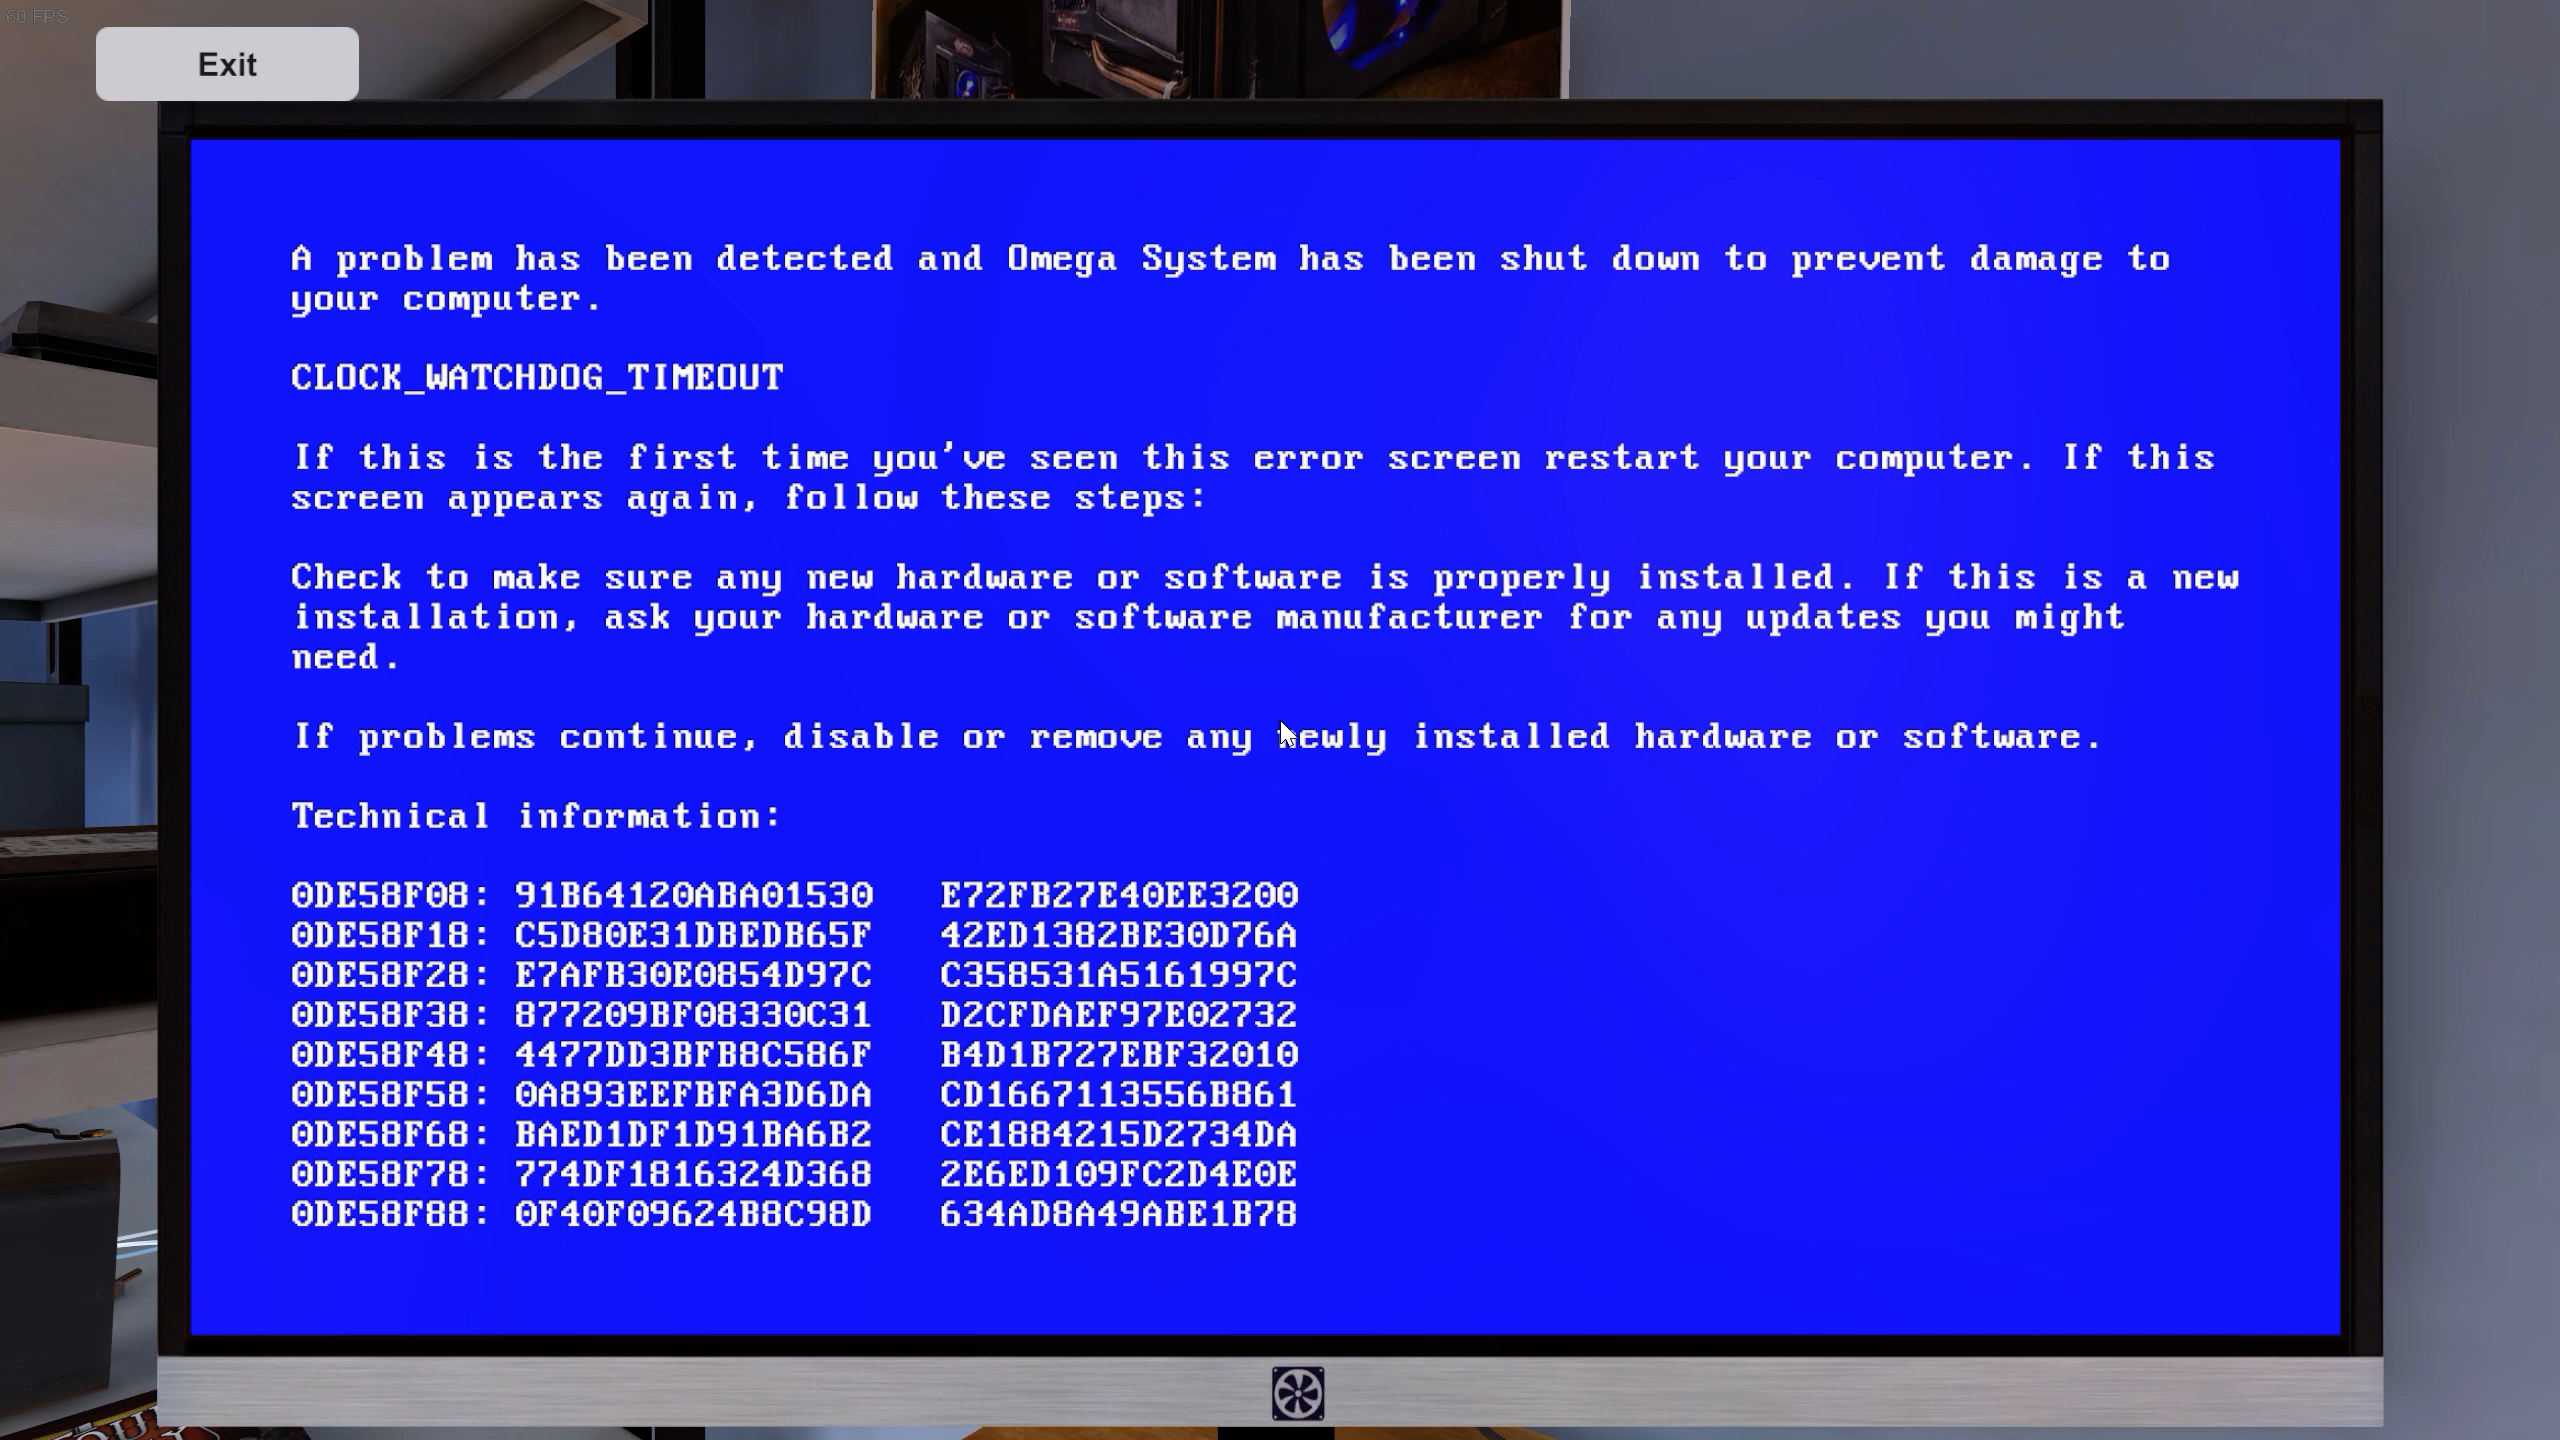 60 FPS
Exit
A problem has been detected and Omega System has been shut down to prevent damage to
your computer.
CLOCK_WATCHDOG_TIMEOUT
If this is the first time you've seen this error screen restart your computer. If this
screen appears again, follow these steps:
Check to make sure any new hardware or software is properly installed. If this is a new
installation, ask your hardware or software manufacturer for any updates you might
need.
If problems continue, disable or remove any newly installed hardware or software.
Technical information:
0DE58F08: 91B64120ABA01530   E72FB27E40EE3200
0DE58F18: C5D80E31DBEDB65F   42ED1382BE30D76A
0DE58F28: E7AFB30E0854D97C   C358531A5161997C
0DE58F38: 877209BF08330C31   D2CFDAEF97E02732
0DE58F48: 4477DD3BFB8C586F   B4D1B727EBF32010
0DE58F58: 0A893EEFBFA3D6DA   CD1667113556B861
0DE58F68: BAED1DF1D91BA6B2   CE1884215D2734DA
0DE58F78: 774DF1816324D368   2E6ED109FC2D4E0E
0DE58F88: 0F40F09624B8C98D   634AD8A49ABE1B78